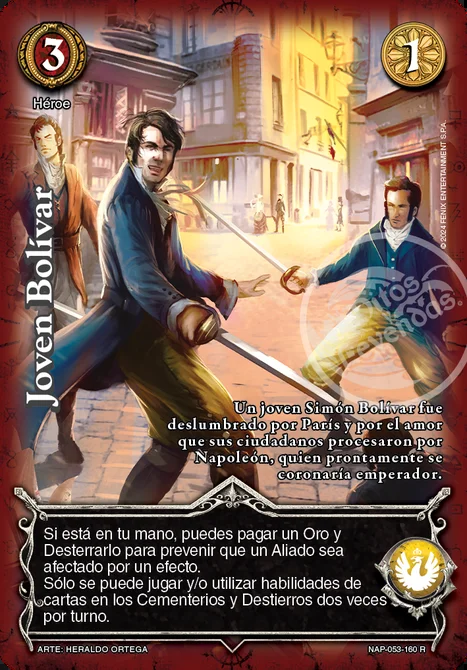 3
1
Héroe
Joven Bolívar
© 2024 FENIX ENTERTAINMENT S.P.A.
Mitos
Bienvenidos.
Un joven Simón Bolívar fue
deslumbrado por París y por el amor
que sus ciudadanos procesaron por
Napoleón, quien prontamente se
coronaría emperador.
Si está en tu mano, puedes pagar un Oro y
Desterrarlo para prevenir que un Aliado sea
afectado por un efecto.
Sólo se puede jugar y/o utilizar habilidades de
cartas en los Cementerios y Destierros dos veces
por turno.
ARTE: HERALDO ORTEGA
NAP-053-160 R